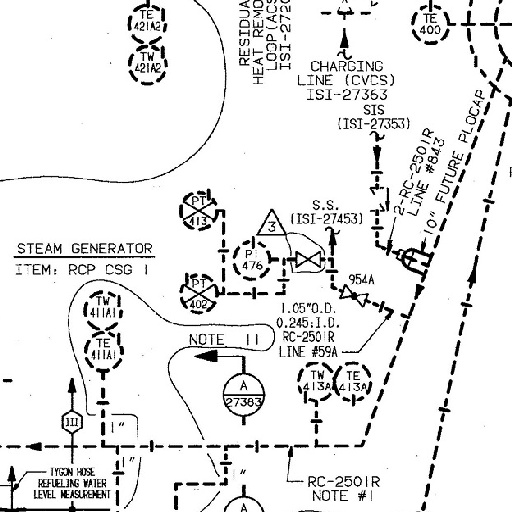 TE
421A2
TW
421A2
RESIDUA
HEAT REMO
LOOP(ACS
ISI-2720
TE
400
CHARGING
LINE (CVCS)
ISI-27363
SIS
(ISI-27353)
2-RC-2501R
LINE #843
10" FUTURE PLOCAP
PT
413
S.S.
(ISI-27453)
3
STEAM GENERATOR
ITEM: RCP CSG 1
476
PT
402
954A
TW
411A1
TE
411A1
1.05"O.D.
0.245:I.D.
RC-2501R
LINE #59A
NOTE 11
A
27363
TW
413A
TE
413A
III
1"
1"
1"
TYGON HOSE
REFUELING WATER
LEVEL MEASUREMENT
RC-2501R
NOTE #1
A